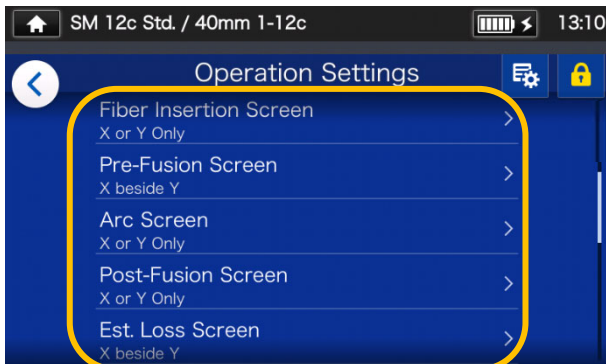 SM 12c Std. / 40mm 1-12c
13:10
Operation Settings
Fiber Insertion Screen
X or Y Only
Pre-Fusion Screen
X beside Y
Arc Screen
X or Y Only
Post-Fusion Screen
X or Y Only
Est. Loss Screen
X beside Y